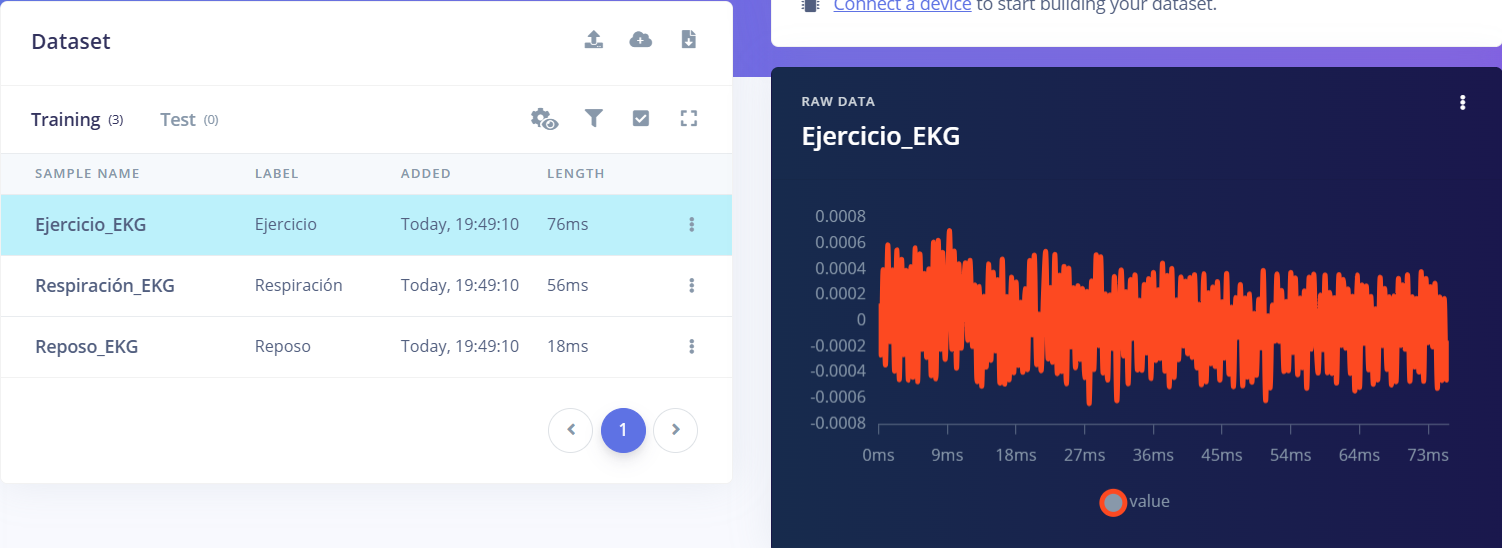 Connect a device to start building your dataset.
Dataset
Training (3) Test (0)
SAMPLE NAME LABEL ADDED LENGTH
Ejercicio_EKG Ejercicio Today, 19:49:10 76ms
Respiración_EKG Respiración Today, 19:49:10 56ms
Reposo_EKG Reposo Today, 19:49:10 18ms
1
RAW DATA
Ejercicio_EKG
0.0008
0.0006
0.0004
0.0002
0
-0.0002
-0.0004
-0.0006
-0.0008
0ms 9ms 18ms 27ms 36ms 45ms 54ms 64ms 73ms
value